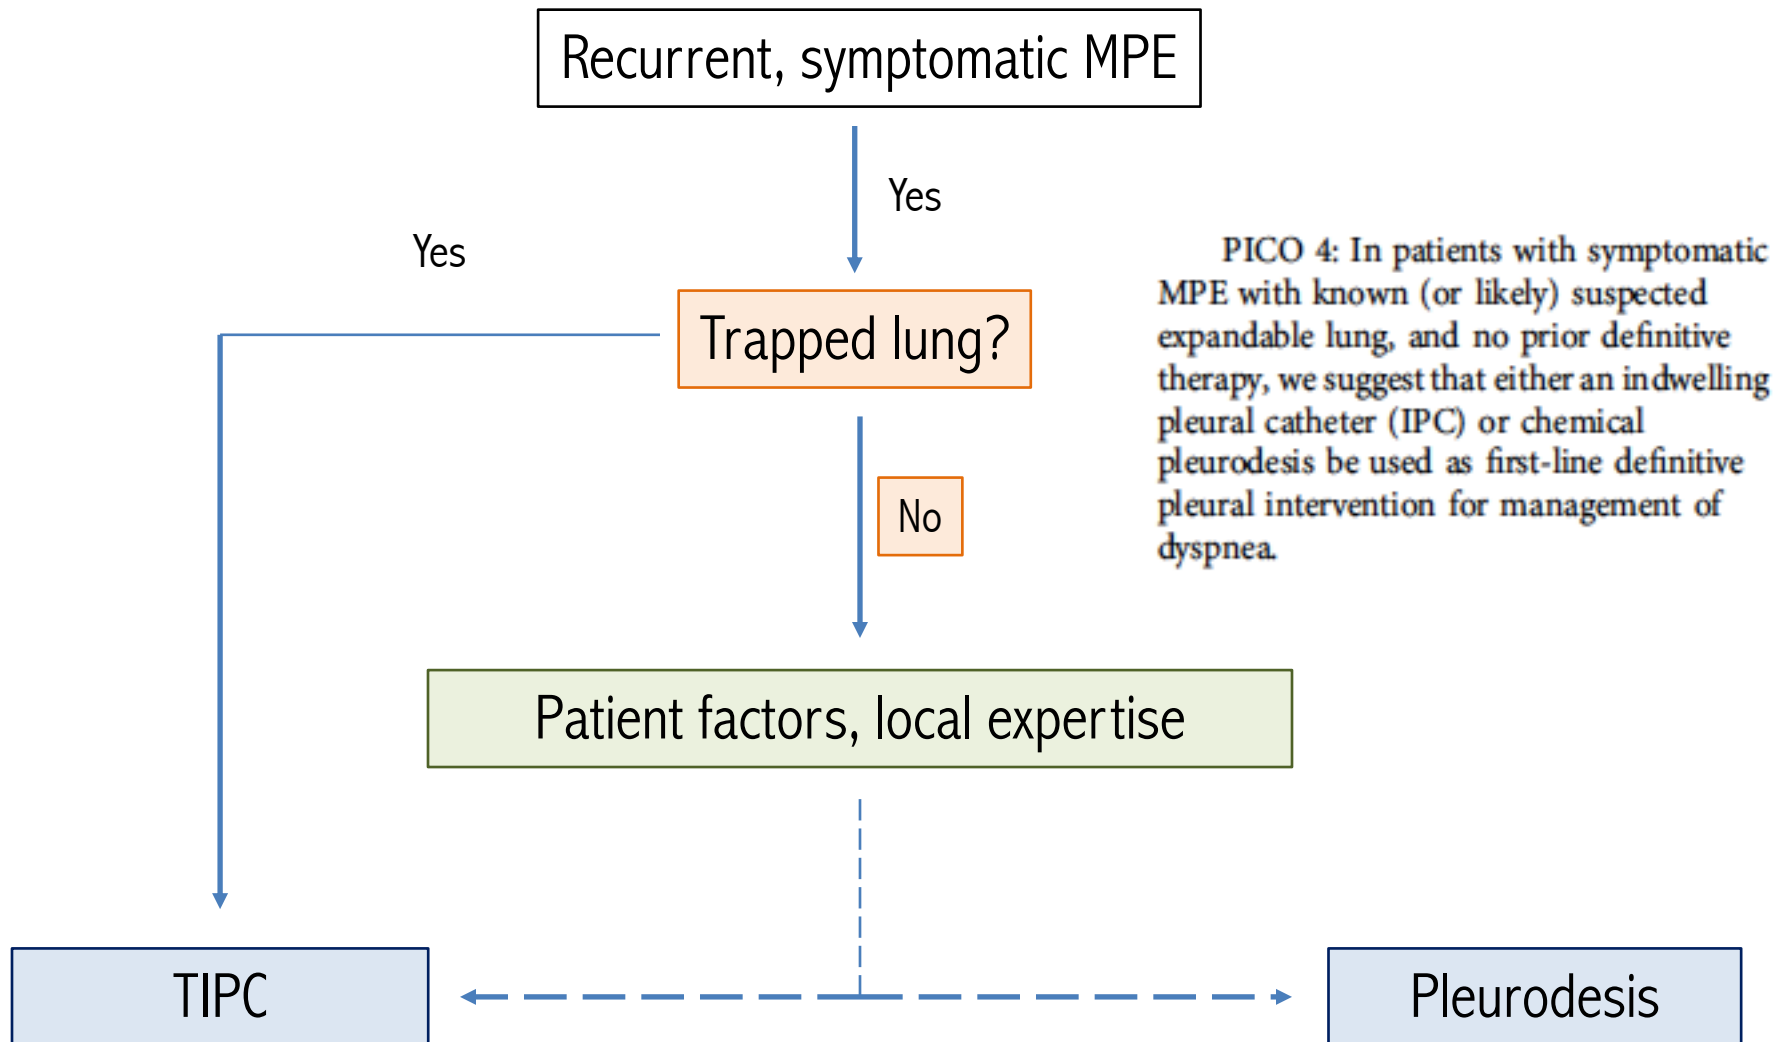 Recurrent, symptomatic MPE
Yes
Yes
Trapped lung?
No
PICO 4: In patients with symptomatic
MPE with known (or likely) suspected
expandable lung, and no prior definitive
therapy, we suggest that either an indwelling
pleural catheter (IPC) or chemical
pleurodesis be used as first-line definitive
pleural intervention for management of
dyspnea.
Patient factors, local expertise
TIPC
Pleurodesis